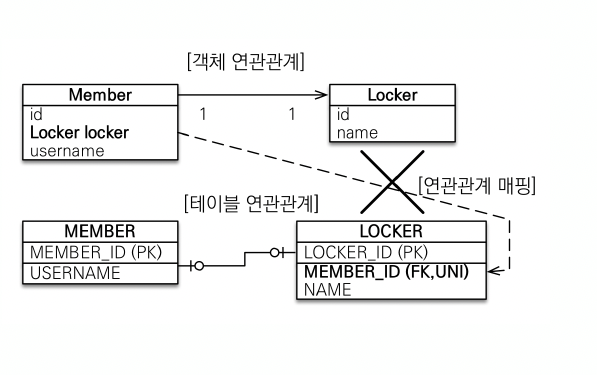 [객체 연관관계]
Member
Locker
id
Locker locker
username
1
1
id
name
[연관관계 매핑]
[테이블 연관관계]
MEMBER
MEMBER_ID (PK)
USERNAME
LOCKER
LOCKER_ID (PK)
MEMBER_ID (FK,UNI)
NAME